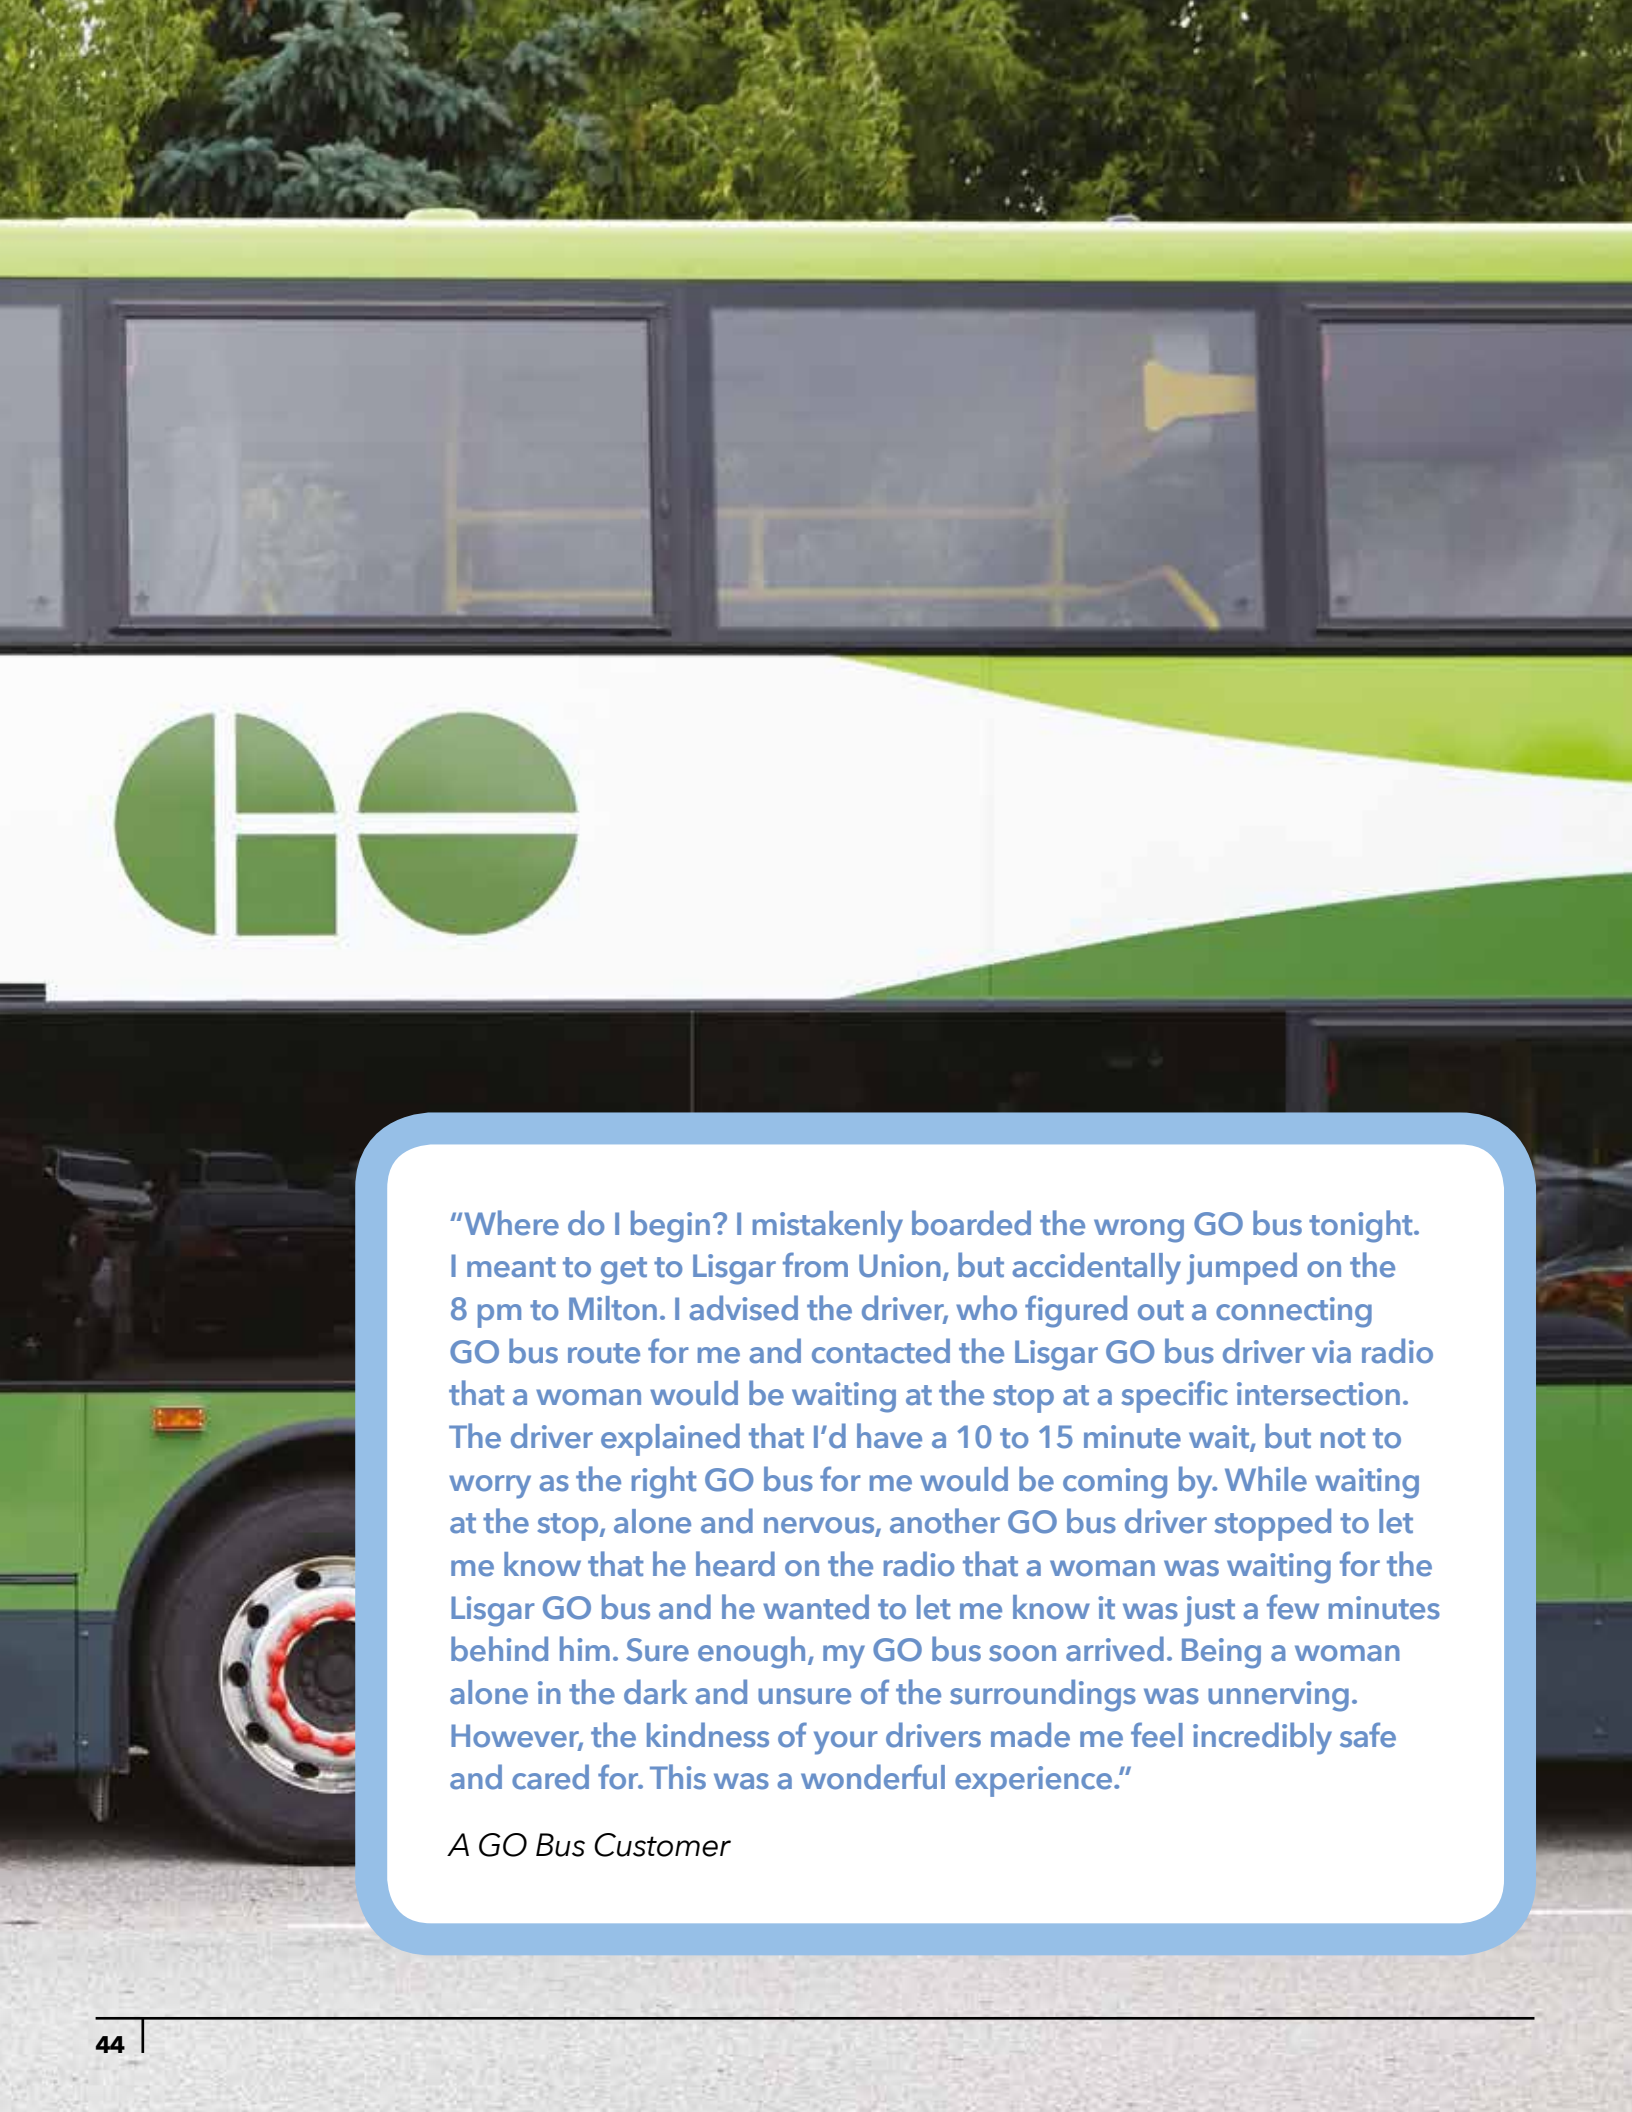 GO
“Where do I begin? I mistakenly boarded the wrong GO bus tonight.
I meant to get to Lisgar from Union, but accidentally jumped on the
8 pm to Milton. I advised the driver, who figured out a connecting
GO bus route for me and contacted the Lisgar GO bus driver via radio
that a woman would be waiting at the stop at a specific intersection.
The driver explained that I’d have a 10 to 15 minute wait, but not to
worry as the right GO bus for me would be coming by. While waiting
at the stop, alone and nervous, another GO bus driver stopped to let
me know that he heard on the radio that a woman was waiting for the
Lisgar GO bus and he wanted to let me know it was just a few minutes
behind him. Sure enough, my GO bus soon arrived. Being a woman
alone in the dark and unsure of the surroundings was unnerving.
However, the kindness of your drivers made me feel incredibly safe
and cared for. This was a wonderful experience.”
A GO Bus Customer
44